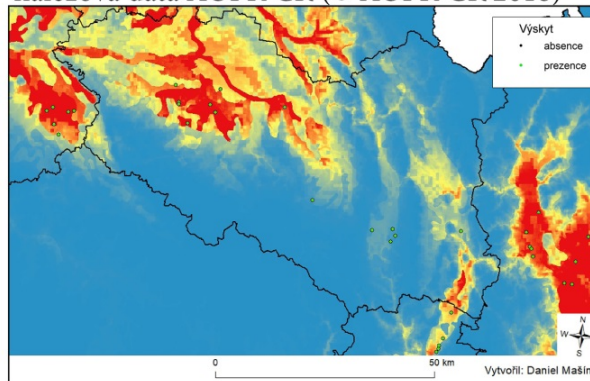 Výskyt
absence
prezence
N
W E
S
0 50 km
Vytvořil: Daniel Mašín